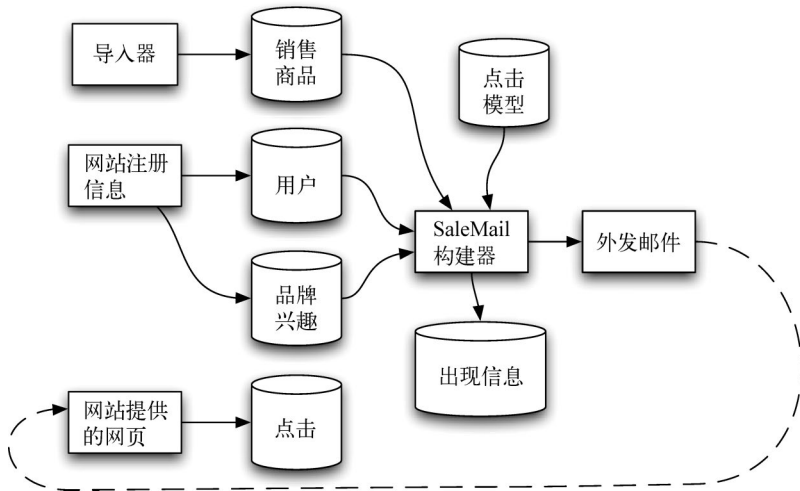 导入器
销售
商品
点击
模型
网站注册
信息
用户
SaleMail
构建器
外发邮件
品牌
兴趣
出现信息
网站提供
的网页
点击